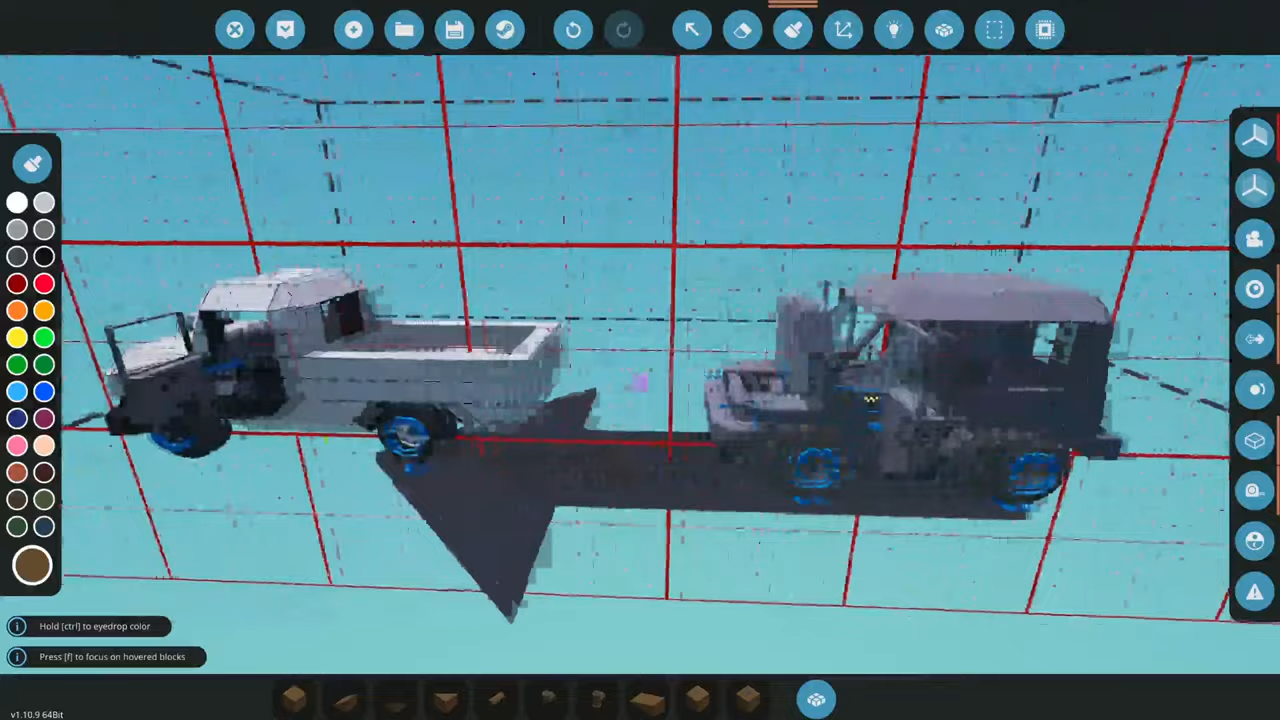 Hold [ctrl] to eyedrop color
Press [f] to focus on hovered blocks
v1.10.9 64Bit